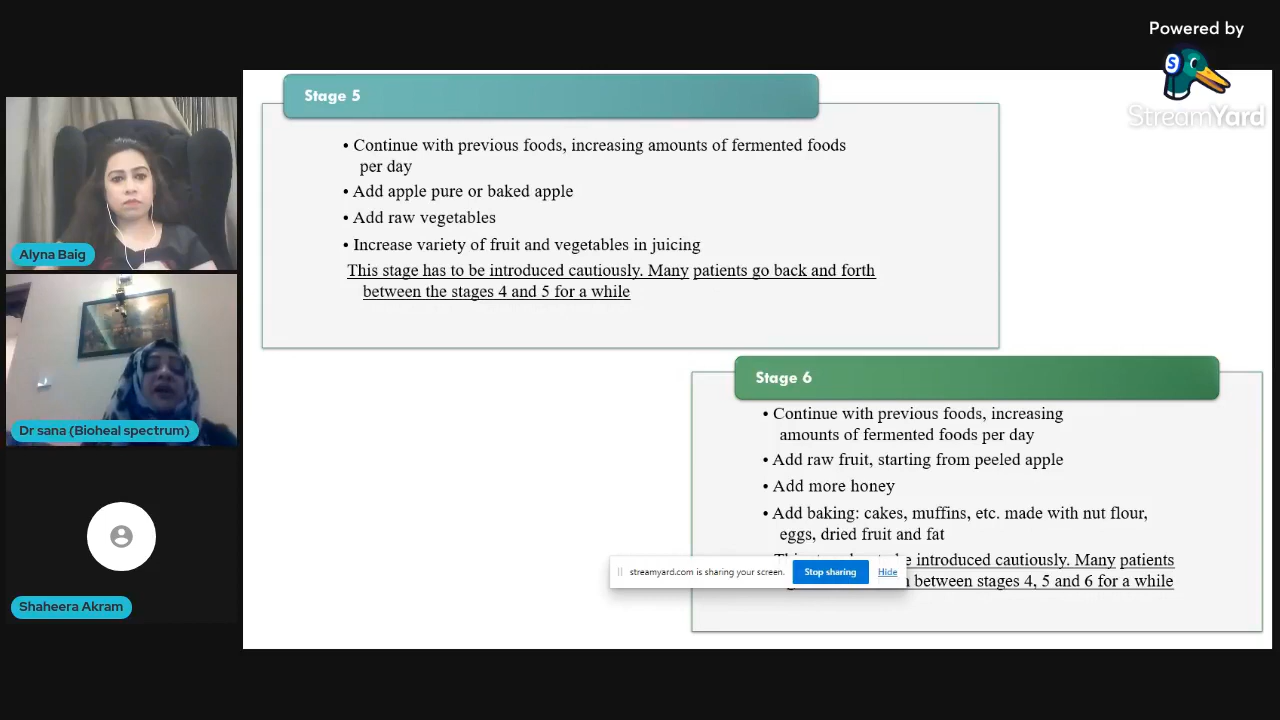 Powered by
StreamYard
Alyna Baig
Dr sana (Bioheal spectrum)
Shaheera Akram
Stage 5
• Continue with previous foods, increasing amounts of fermented foods
per day
• Add apple pure or baked apple
• Add raw vegetables
• Increase variety of fruit and vegetables in juicing
This stage has to be introduced cautiously. Many patients go back and forth
between the stages 4 and 5 for a while
Stage 6
• Continue with previous foods, increasing
amounts of fermented foods per day
• Add raw fruit, starting from peeled apple
• Add more honey
• Add baking: cakes, muffins, etc. made with nut flour,
eggs, dried fruit and fat
introduced cautiously. Many patients
between stages 4, 5 and 6 for a while
streamyard.com is sharing your screen.
Stop sharing
Hide